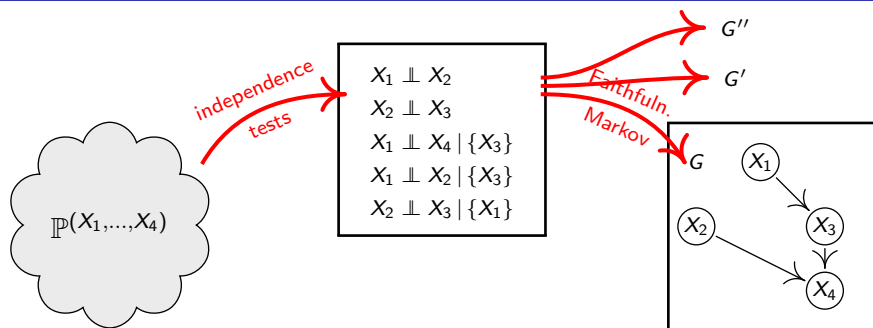 ℙ(X₁,...,X₄)
independence
tests
X₁ ⫫ X₂
X₂ ⫫ X₃
X₁ ⫫ X₄ | {X₃}
X₁ ⫫ X₂ | {X₃}
X₂ ⫫ X₃ | {X₁}
Faithfuln.
Markov
G′′
G′
G
X₁
X₂
X₃
X₄